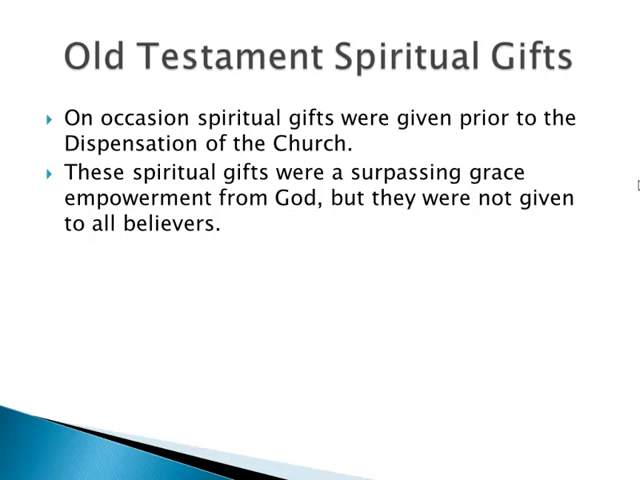 Old Testament Spiritual Gifts
On occasion spiritual gifts were given prior to the
Dispensation of the Church.
These spiritual gifts were a surpassing grace
empowerment from God, but they were not given
to all believers.